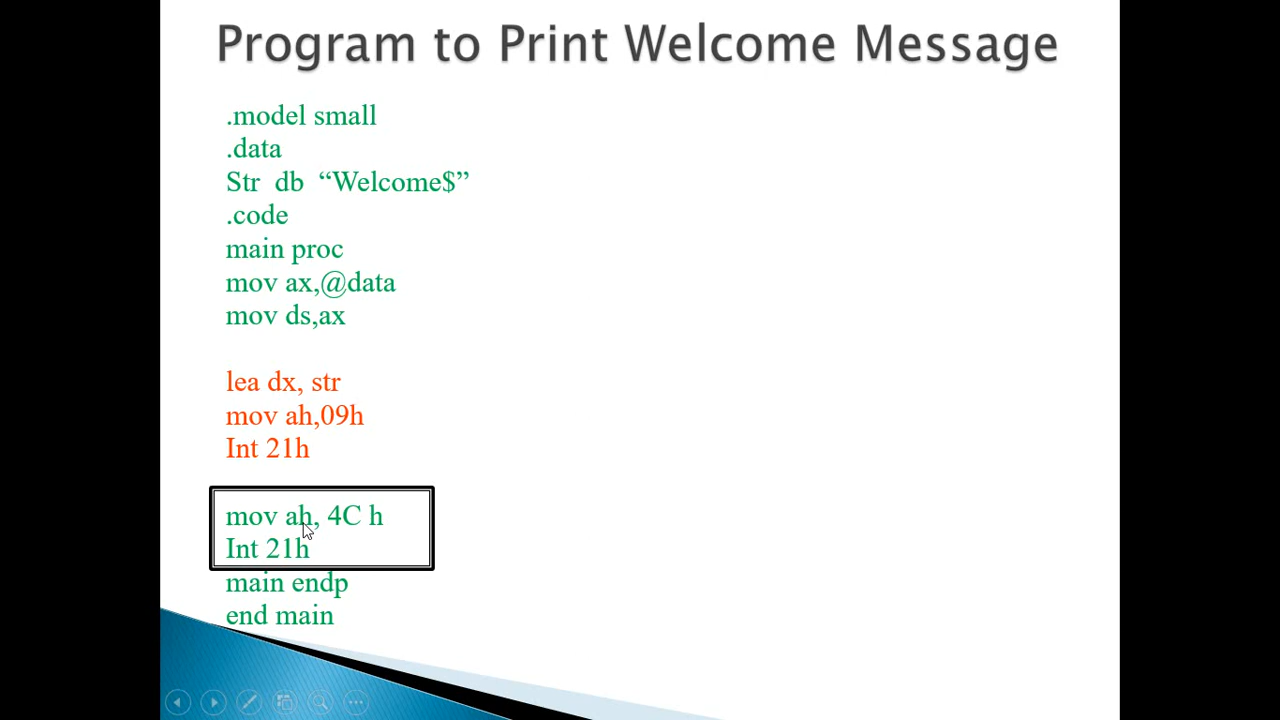 Program to Print Welcome Message
.model small
.data
Str db “Welcome$”
.code
main proc
mov ax,@data
mov ds,ax
lea dx, str
mov ah,09h
Int 21h
mov ah, 4C h
Int 21h
main endp
end main